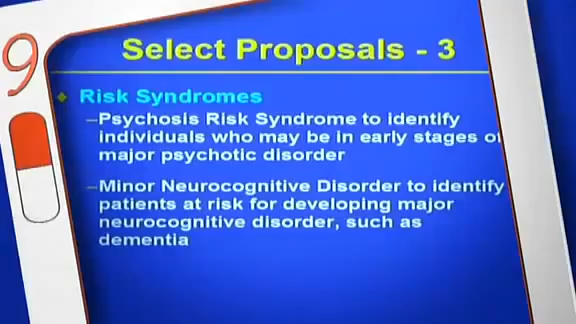 9
Select Proposals - 3
Risk Syndromes
–Psychosis Risk Syndrome to identify
individuals who may be in early stages of
major psychotic disorder
–Minor Neurocognitive Disorder to identify
patients at risk for developing major
neurocognitive disorder, such as
dementia